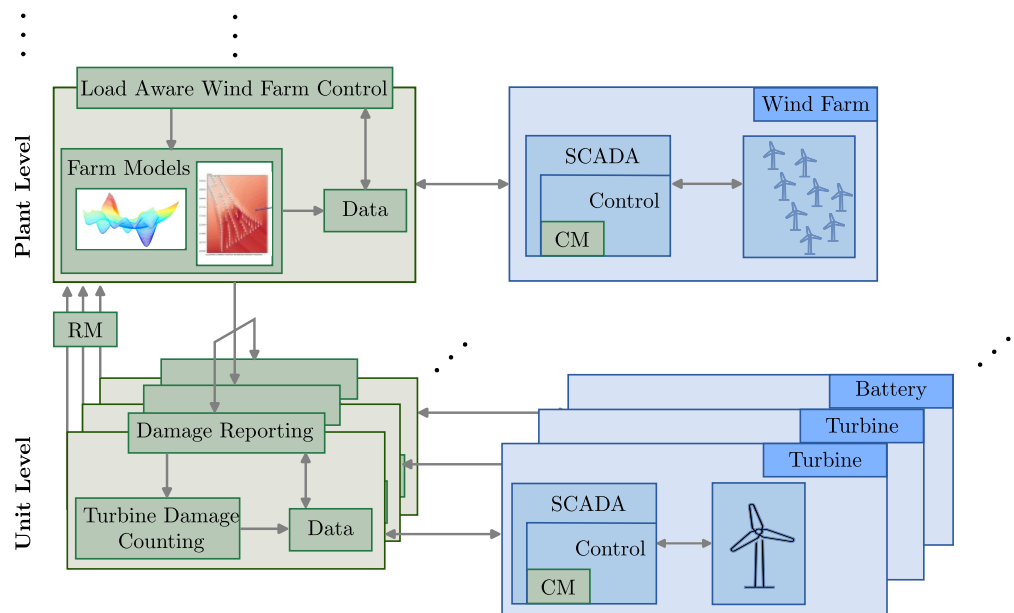 Load Aware Wind Farm Control
Wind Farm
Plant Level
Farm Models
Data
SCADA
Control
CM
RM
Battery
Turbine
Turbine
Unit Level
Damage Reporting
Turbine Damage
Counting
Data
SCADA
Control
CM